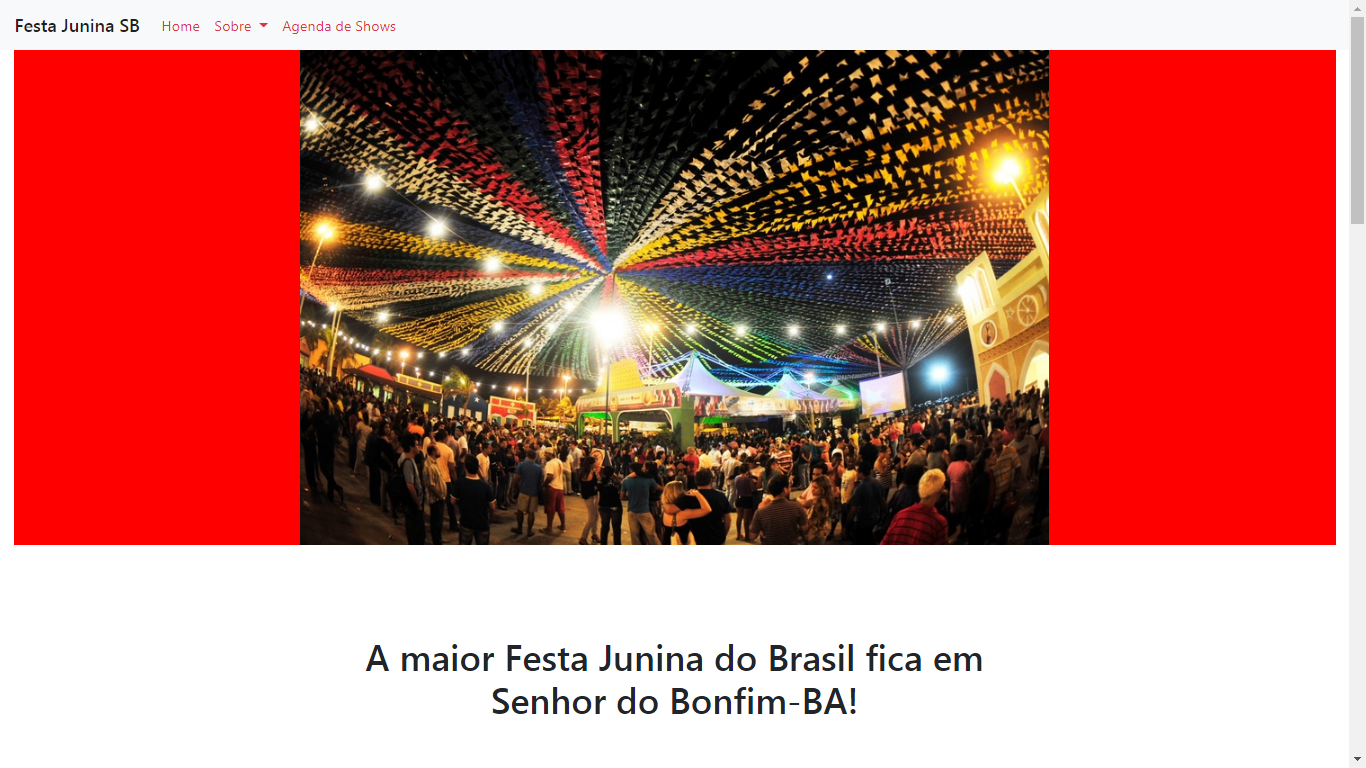 Festa Junina SB Home Sobre Agenda de Shows
A maior Festa Junina do Brasil fica em
Senhor do Bonfim-BA!